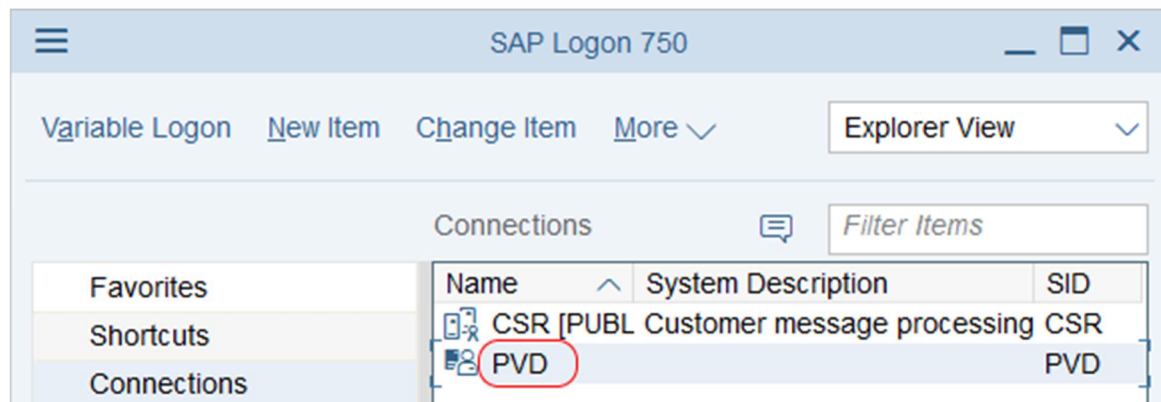 SAP Logon 750
Variable Logon New Item Change Item More Explorer View
Connections Filter Items
Favorites
Shortcuts
Connections
Name System Description SID
CSR [PUBL Customer message processing CSR
PVD PVD